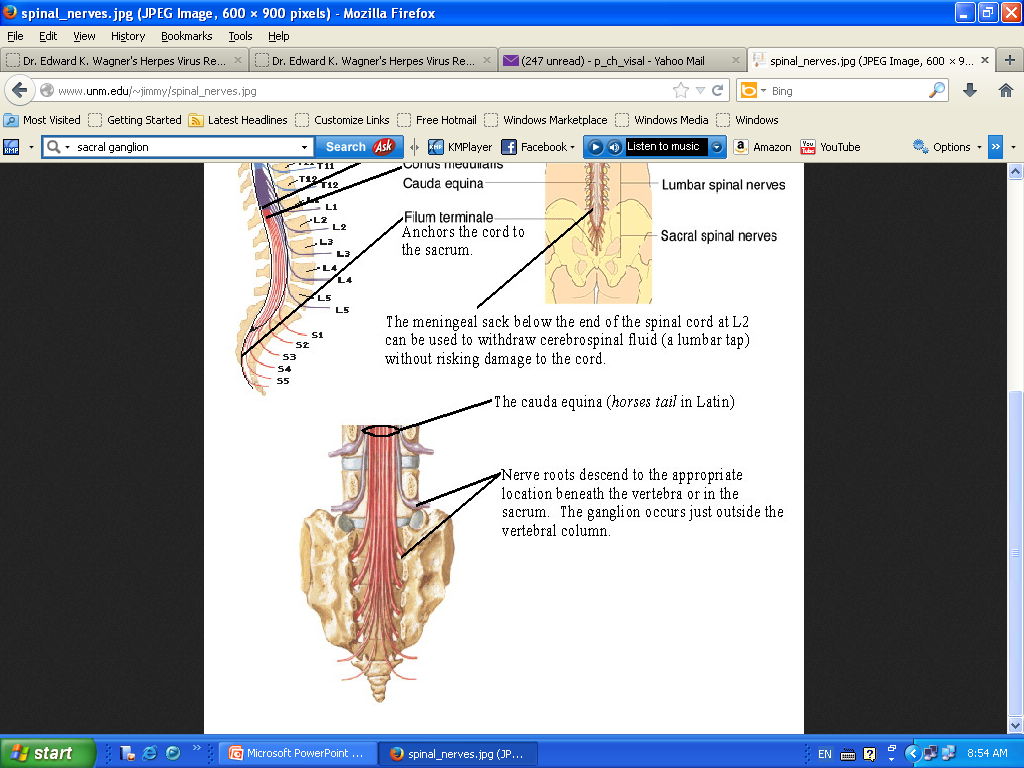 spinal_nerves.jpg (JPEG Image, 600 × 900 pixels) - Mozilla Firefox
File Edit View History Bookmarks Tools Help
Dr. Edward K. Wagner's Herpes Virus Re...
Dr. Edward K. Wagner's Herpes Virus Re...
(247 unread) - p_ch_visal - Yahoo Mail
spinal_nerves.jpg (JPEG Image, 600 × 9...
www.unm.edu/~jimmy/spinal_nerves.jpg
Bing
Most Visited Getting Started Latest Headlines Customize Links Free Hotmail Windows Marketplace Windows Media Windows
KMP sacral ganglion Search Ask KMPlayer Facebook Listen to music Amazon YouTube Options
T11
T12
T12
L1
L2
L2
L3
L3
L4
L4
L5
L5
S1
S2
S3
S4
S5
Conus medullaris
Cauda equina
Filum terminale
Anchors the cord to
the sacrum.
Lumbar spinal nerves
Sacral spinal nerves
The meningeal sack below the end of the spinal cord at L2
can be used to withdraw cerebrospinal fluid (a lumbar tap)
without risking damage to the cord.
The cauda equina (horses tail in Latin)
Nerve roots descend to the appropriate
location beneath the vertebra or in the
sacrum. The ganglion occurs just outside the
vertebral column.
start Microsoft PowerPoint ... spinal_nerves.jpg (JP... EN 8:54 AM